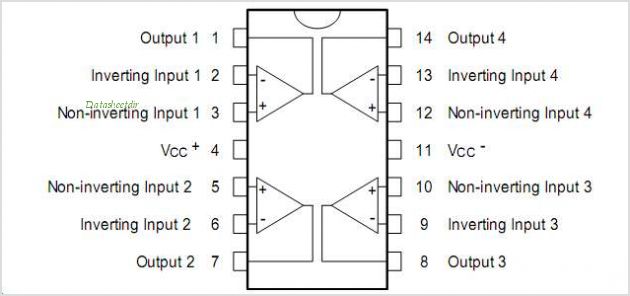 Output 1 1 14 Output 4
Inverting Input 1 2 - - 13 Inverting Input 4
Datasheetdir
Non-inverting Input 1 3 + + 12 Non-inverting Input 4
VCC + 4 11 VCC -
Non-inverting Input 2 5 + + 10 Non-inverting Input 3
Inverting Input 2 6 - - 9 Inverting Input 3
Output 2 7 8 Output 3